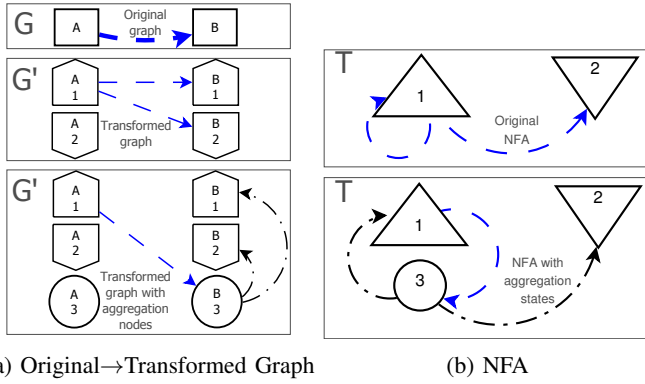 G
A
Original
graph
B
G'
A
1
B
1
A
2
Transformed
graph
B
2
G'
A
1
B
1
A
2
B
2
A
3
Transformed
graph with
aggregation
nodes
B
3
a) Original→Transformed Graph
T
1
2
Original
NFA
T
1
2
3
NFA with
aggregation
states
(b) NFA